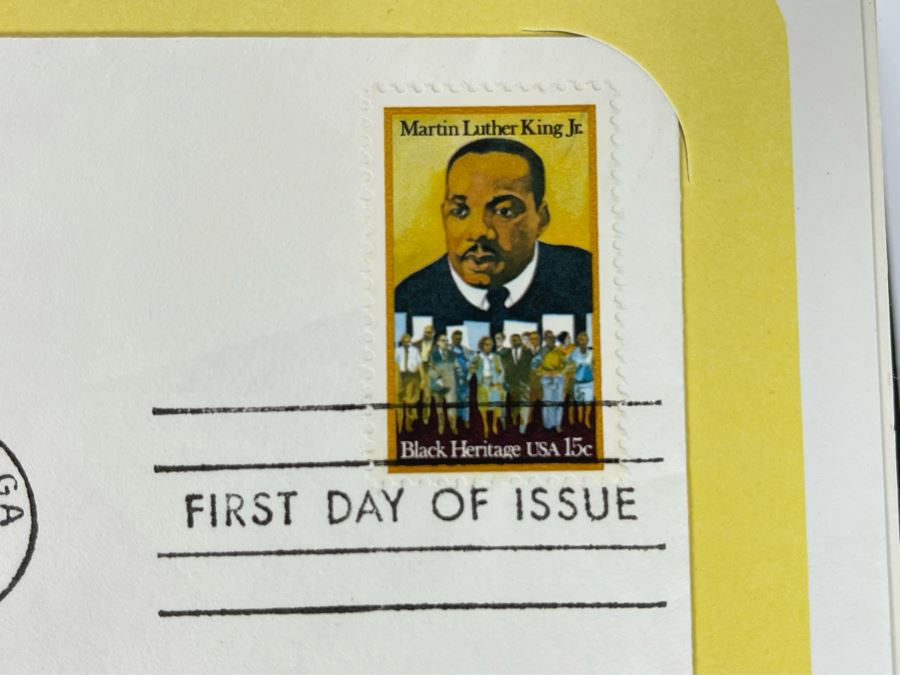 Martin Luther King Jr.
Black Heritage USA 15c
GA
FIRST DAY OF ISSUE